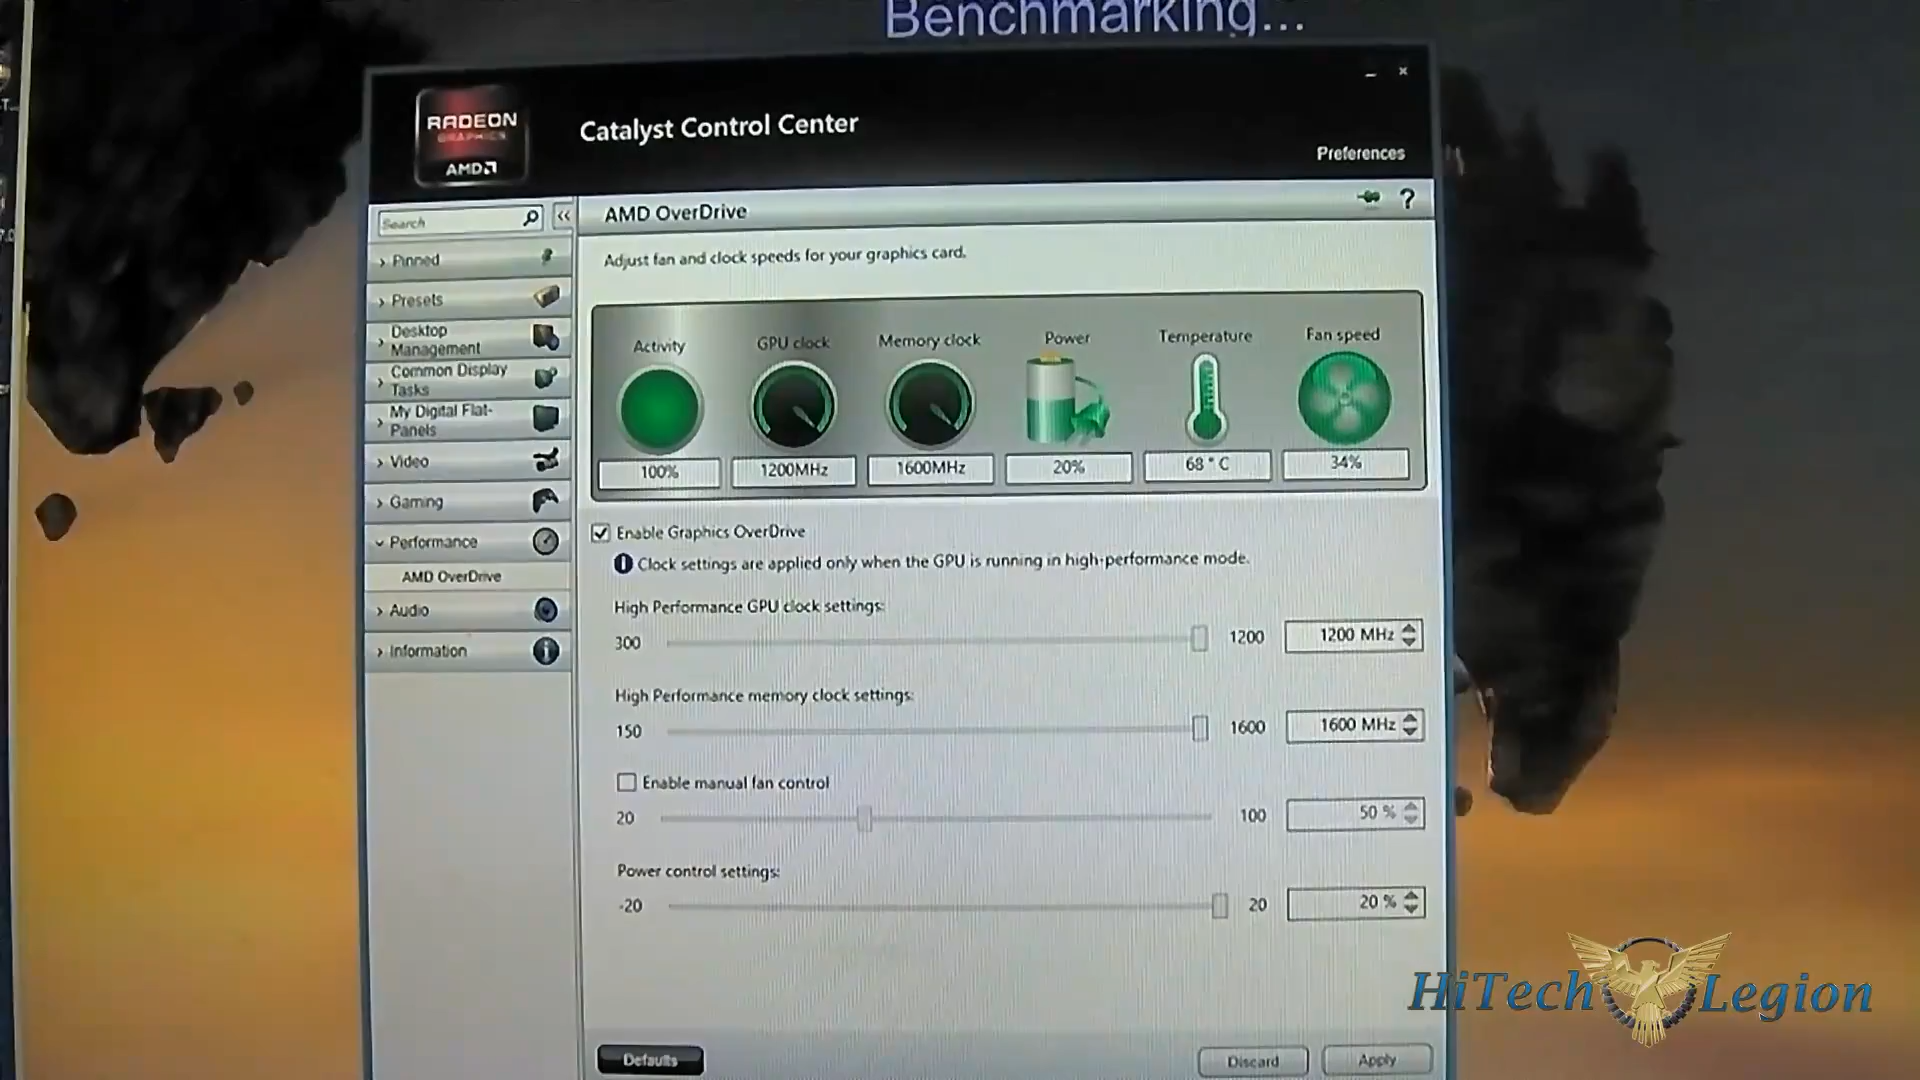 Benchmarking...
RADEON
GRAPHICS
AMD
Catalyst Control Center
Preferences
Search
<<
AMD OverDrive
?
Pinned
Presets
Desktop
Management
Common Display
Tasks
My Digital Flat-
Panels
Video
Gaming
Performance
AMD OverDrive
Audio
Information
Adjust fan and clock speeds for your graphics card.
Activity
GPU clock
Memory clock
Power
Temperature
Fan speed
100%
1200MHz
1600MHz
20%
68°C
34%
Enable Graphics OverDrive
Clock settings are applied only when the GPU is running in high-performance mode.
High Performance GPU clock settings:
300
1200
1200 MHz
High Performance memory clock settings:
150
1600
1600 MHz
Enable manual fan control
20
100
50 %
Power control settings:
-20
20
20 %
Defaults
Discard
Apply
HiTech Legion